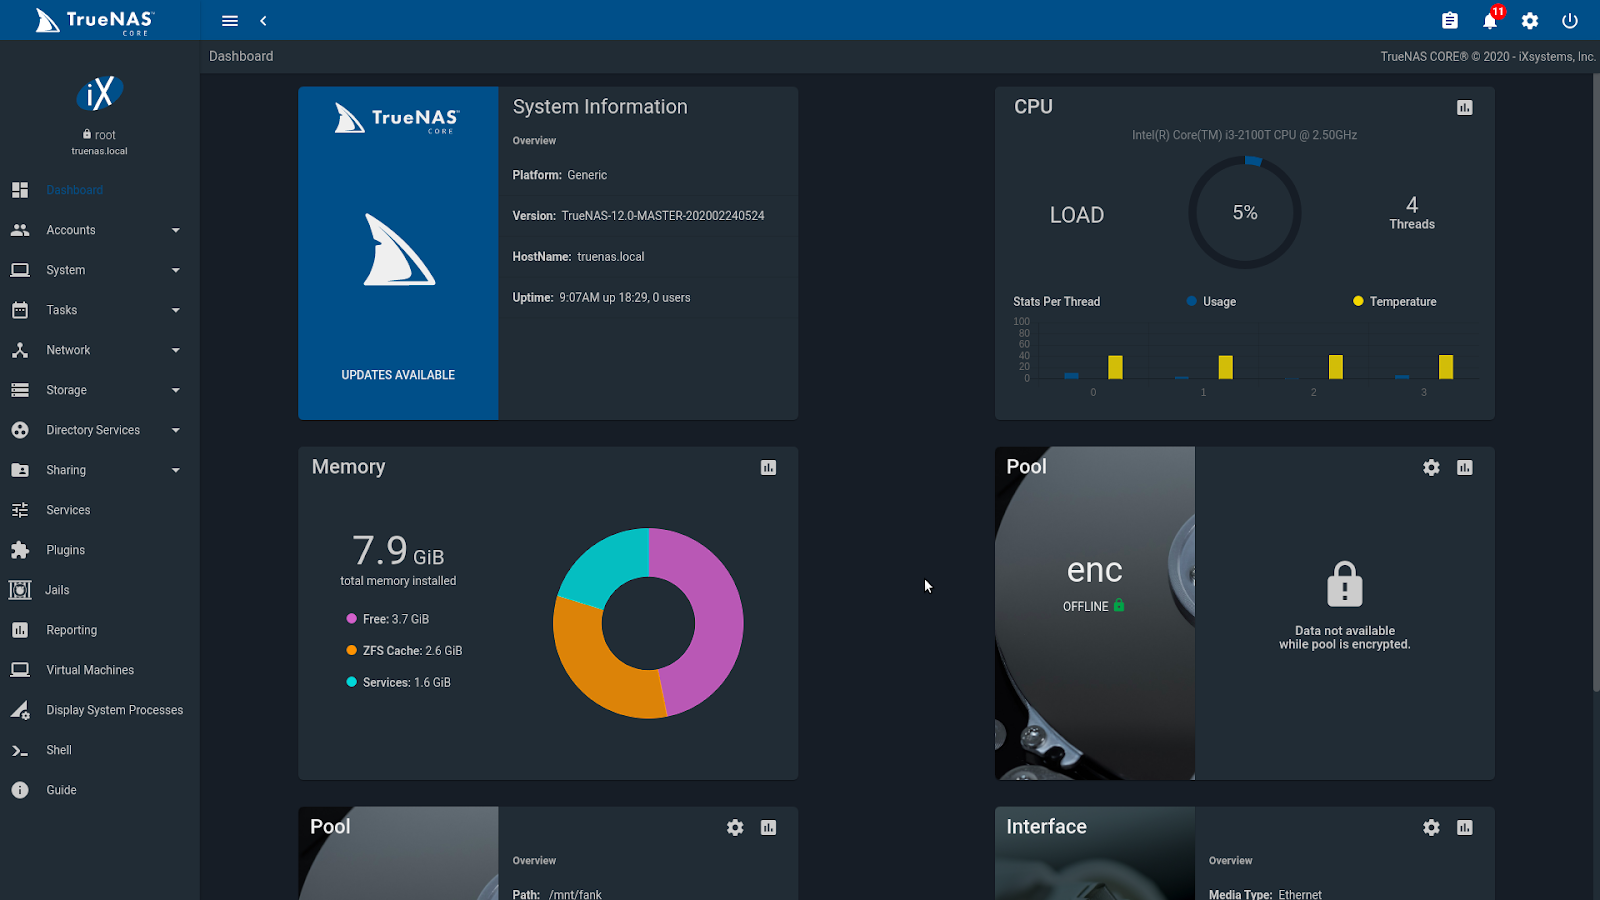 TrueNAS™
CORE
11
Dashboard
TrueNAS CORE® © 2020 - iXsystems, Inc.
iX
root
truenas.local
Dashboard
Accounts
System
Tasks
Network
Storage
Directory Services
Sharing
Services
Plugins
Jails
Reporting
Virtual Machines
Display System Processes
Shell
Guide
TrueNAS™
CORE
UPDATES AVAILABLE
System Information
Overview
Platform: Generic
Version: TrueNAS-12.0-MASTER-202002240524
HostName: truenas.local
Uptime: 9:07AM up 18:29, 0 users
CPU
Intel(R) Core(TM) i3-2100T CPU @ 2.50GHz
LOAD
5%
4
Threads
Stats Per Thread
Usage
Temperature
100
80
60
40
20
0
0 1 2 3
Memory
7.9 GiB
total memory installed
Free: 3.7 GiB
ZFS Cache: 2.6 GiB
Services: 1.6 GiB
Pool
enc
OFFLINE
Data not available
while pool is encrypted.
Pool
Overview
Path: /mnt/fank
Interface
Overview
Media Type: Ethernet